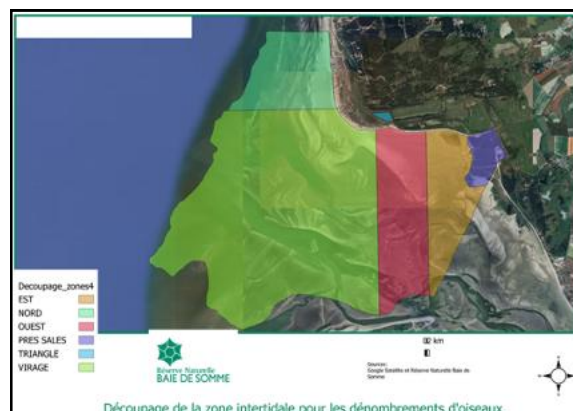 Decoupage_zones4
EST
NORD
OUEST
PRES SALES
TRIANGLE
VIRAGE
Réserve Naturelle
BAIE DE SOMME
km
Sources:
Google Satellite et Réserve Naturelle Baie de
Somme
Découpage de la zone intertidale pour les dénombrements d'oiseaux